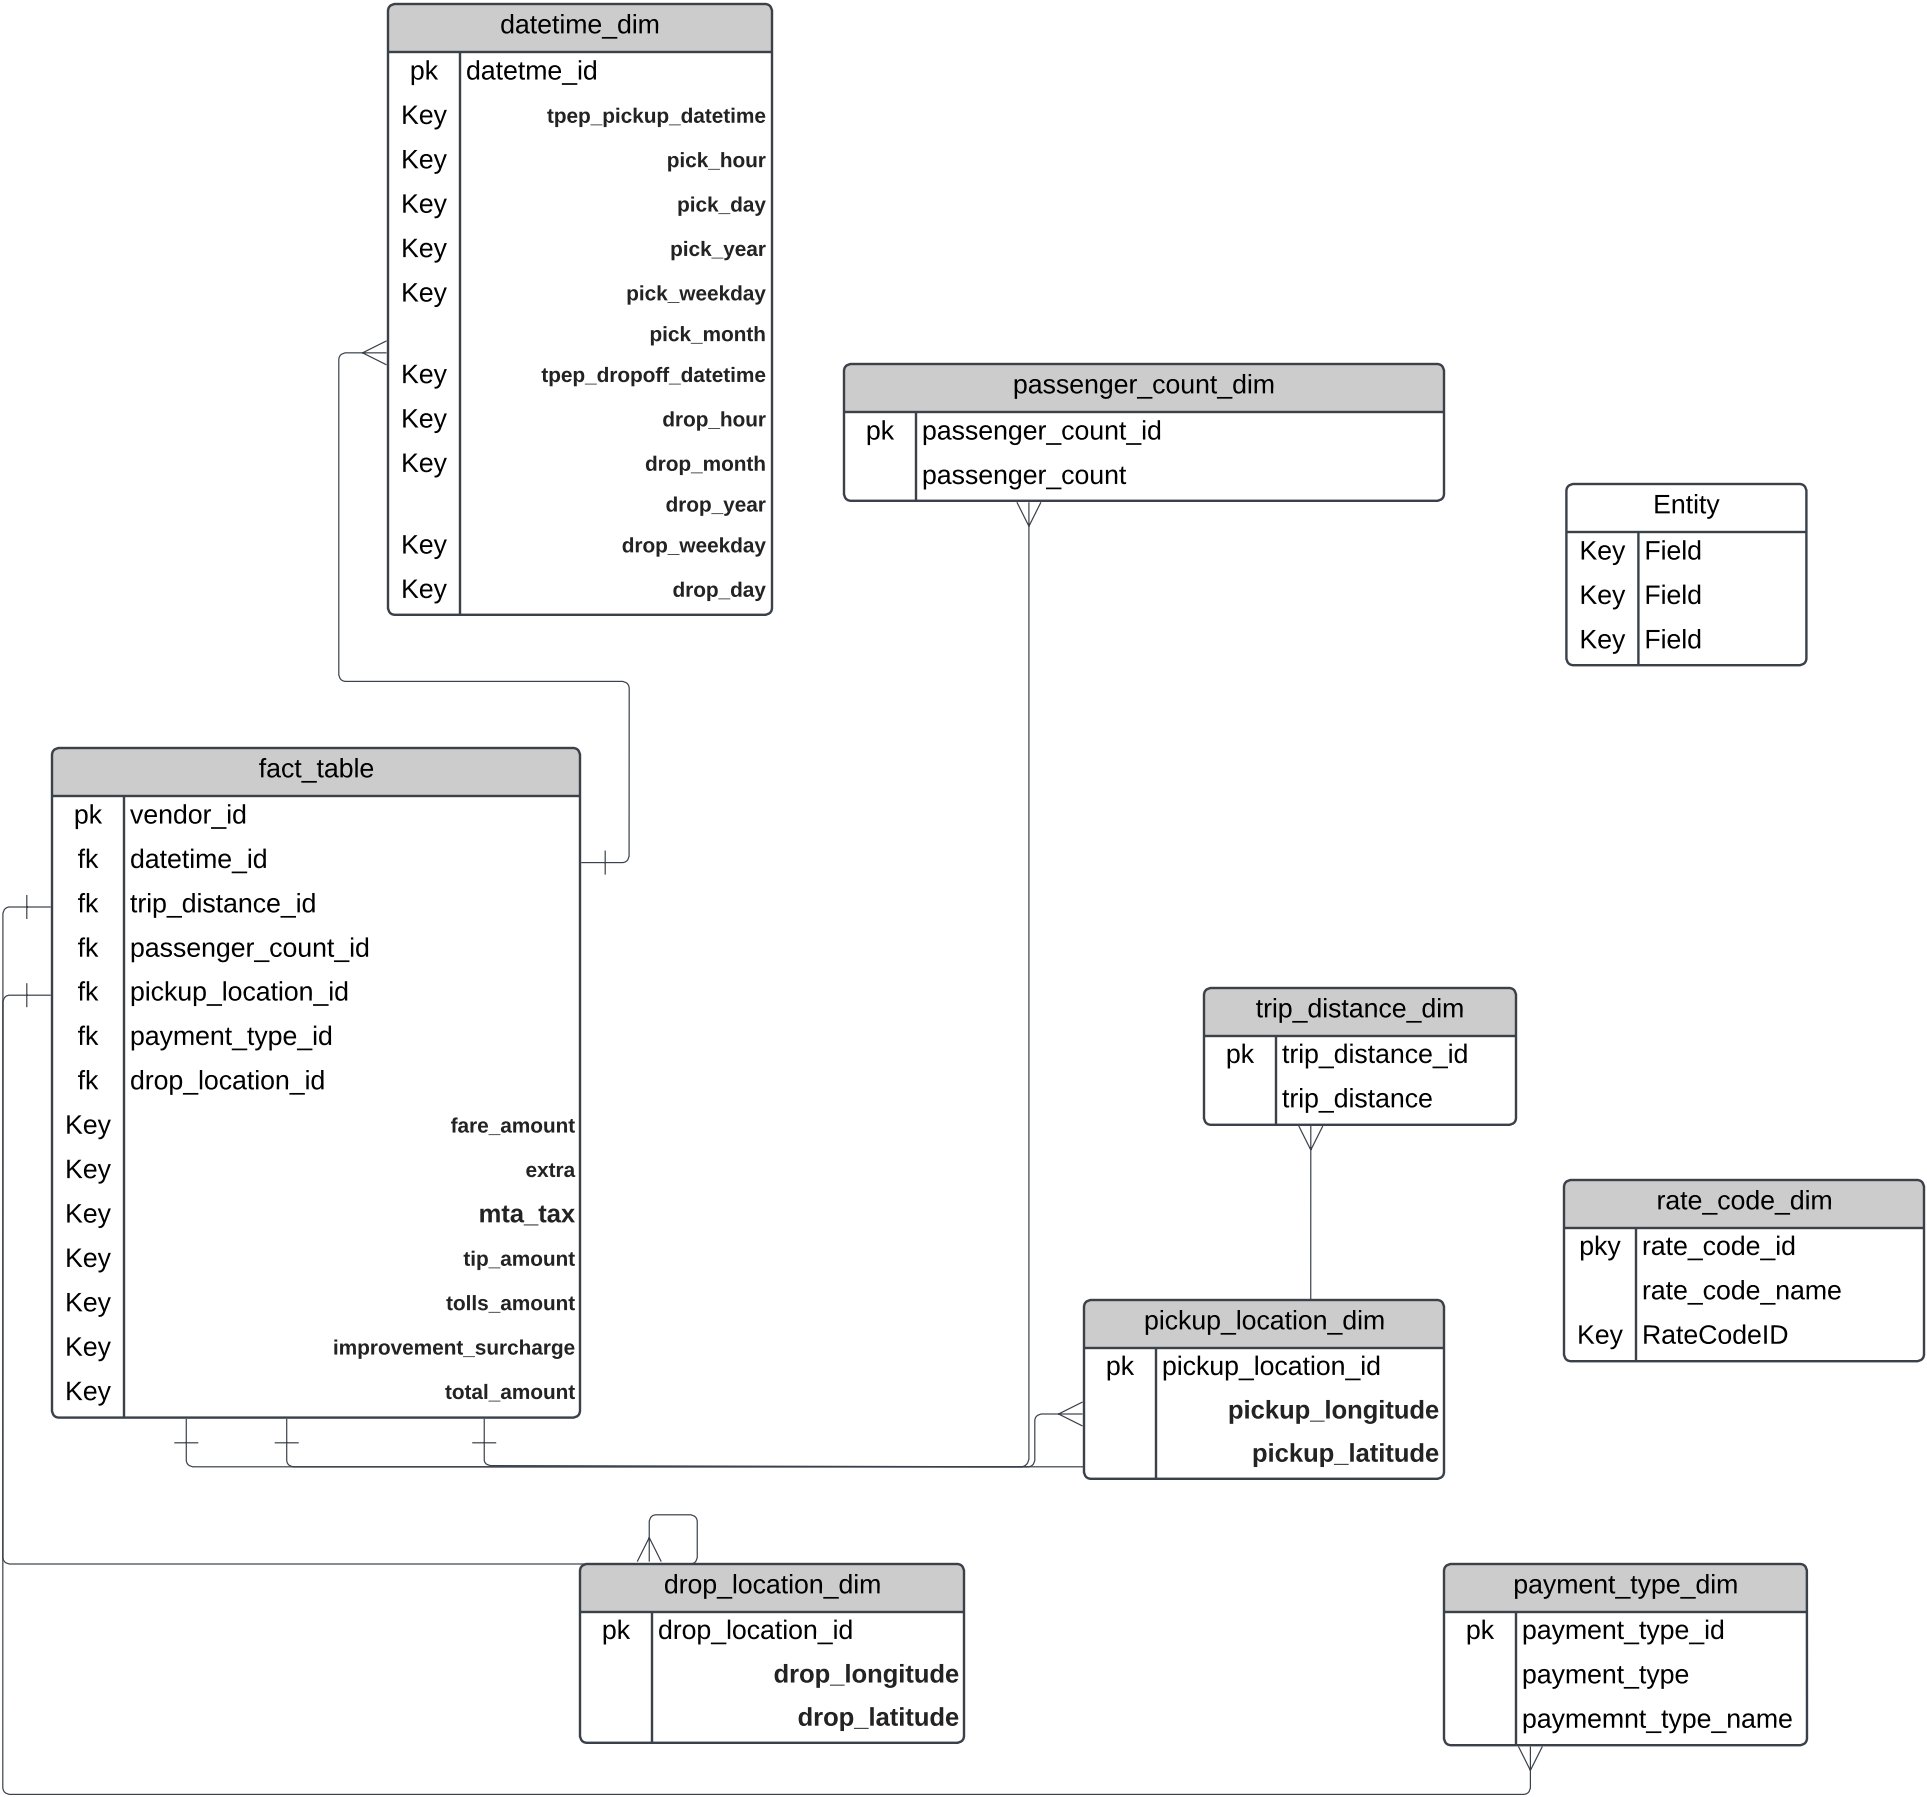 datetime_dim
pk datetme_id
Key tpep_pickup_datetime
Key pick_hour
Key pick_day
Key pick_year
Key pick_weekday
pick_month
Key tpep_dropoff_datetime
Key drop_hour
Key drop_month
drop_year
Key drop_weekday
Key drop_day
passenger_count_dim
pk passenger_count_id
passenger_count
Entity
Key Field
Key Field
Key Field
fact_table
pk vendor_id
fk datetime_id
fk trip_distance_id
fk passenger_count_id
fk pickup_location_id
fk payment_type_id
fk drop_location_id
Key fare_amount
Key extra
Key mta_tax
Key tip_amount
Key tolls_amount
Key improvement_surcharge
Key total_amount
trip_distance_dim
pk trip_distance_id
trip_distance
rate_code_dim
pky rate_code_id
rate_code_name
Key RateCodeID
pickup_location_dim
pk pickup_location_id
pickup_longitude
pickup_latitude
drop_location_dim
pk drop_location_id
drop_longitude
drop_latitude
payment_type_dim
pk payment_type_id
payment_type
paymemnt_type_name